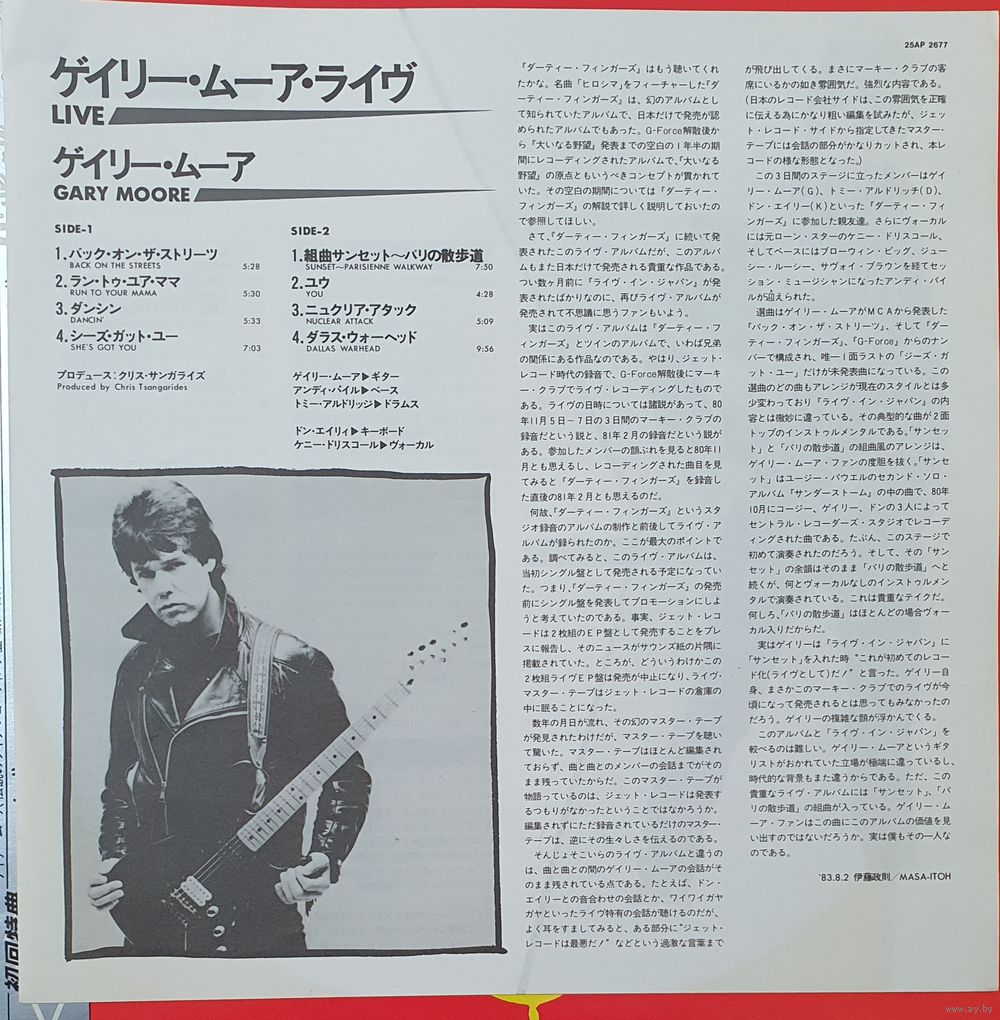 25AP 2677
ゲイリー・ムーア・ライヴ
LIVE
ゲイリー・ムーア
GARY MOORE
SIDE-1
1.バック・オン・ザ・ストリーツ
BACK ON THE STREETS 5:28
2.ラン・トゥ・ユア・ママ
RUN TO YOUR MAMA 5:30
3.ダンシン
DANCIN' 5:33
4.シーズ・ガット・ユー
SHE'S GOT YOU 7:03
プロデュース:クリス・サンガライズ
Produced by Chris Tsangarides
SIDE-2
1.組曲サンセット〜パリの散歩道
SUNSET〜PARISIENNE WALKWAY 7:50
2.ユウ
YOU 4:28
3.ニュクリア・アタック
NUCLEAR ATTACK 5:09
4.ダラス・ウォーヘッド
DALLAS WARHEAD 9:56
ゲイリー・ムーア▶ギター
アンディ・パイル▶ベース
トミー・アルドリッジ▶ドラムス
ドン・エイリィ▶キーボード
ケニー・ドリスコール▶ヴォーカル
『ダーティー・フィンガーズ』はもう聴いてくれ
たかな。名曲「ヒロシマ」をフィーチャーした『ダ
ーティー・フィンガーズ』は、幻のアルバムとし
て知られていたアルバムで、日本だけで発売が認
められたアルバムでもあった。G-Force解散後か
ら『大いなる野望』発表までの空白の1年半の期
間にレコーディングされたアルバムで、『大いなる
野望』の原点ともいうべきコンセプトが貫かれて
いた。その空白の期間については『ダーティー・
フィンガーズ』の解説で詳しく説明しておいたの
で参照してほしい。
さて、『ダーティー・フィンガーズ』に続いて発
表されたこのライヴ・アルバムだが、このアルバ
ムもまた日本だけで発売される貴重な作品である。
つい数ヶ月前に『ライヴ・イン・ジャパン』が発
表されたばかりなのに、再びライヴ・アルバムが
発売されて不思議に思うファンもいよう。
実はこのライヴ・アルバムは『ダーティー・フ
ィンガーズ』とツインのアルバムで、いわば兄弟
の関係にある作品なのである。やはり、ジェット・
レコード時代の録音で、G-Force解散後にマーキ
ー・クラブでライヴ・レコーディングしたもので
ある。ライヴの日時については諸説があって、80
年11月5日〜7日の3日間のマーキー・クラブの
録音だという説と、81年2月の録音だという説が
ある。参加したメンバーの顔ぶれを見ると80年11
月とも思えるし、レコーディングされた曲目を見
てみると『ダーティー・フィンガーズ』を録音し
た直後の81年2月とも思えるのだ。
何故、『ダーティー・フィンガーズ』というスタ
ジオ録音のアルバムの制作と前後してライヴ・ア
ルバムが録られたのか。ここが最大のポイントで
ある。調べてみると、このライヴ・アルバムは、
当初シングル盤として発売される予定になってい
た。つまり、『ダーティー・フィンガーズ』の発売
前にシングル盤を発表してプロモーションにしよ
うと考えていたのである。事実、ジェット・レコ
ードは2枚組のEP盤として発売することをプレ
スに報告し、そのニュースがサウンズ紙の片隅に
掲載されていた。ところが、どういうわけかこの
2枚組ライヴEP盤は発売が中止になり、ライヴ・
マスター・テープはジェット・レコードの倉庫の
中に眠ることになった。
数年の月日が流れ、その幻のマスター・テープ
が発見されたわけだが、マスター・テープを聴い
て驚いた。マスター・テープはほとんど編集され
ておらず、曲と曲とのメンバーの会話までがその
まま残っていたからだ。このマスター・テープが
物語っているのは、ジェット・レコードは発表す
るつもりがなかったということではなかろうか。
編集されずにただ録音されているだけのマスター・
テープは、逆にその生々しさを伝えるのである。
そんじょそこいらのライヴ・アルバムと違うの
は、曲と曲との間のゲイリー・ムーアの会話がそ
のまま残されている点である。たとえば、ドン・
エイリーとの音合わせの会話とか、ワイワイガヤ
ガヤといったライヴ特有の会話が聴けるのだが、
よく耳をすましてみると、ある部分に"ジェット・
レコードは最悪だ!"などという過激な言葉まで
が飛び出してくる。まさにマーキー・クラブの客
席にいるかの如き雰囲気だ。強烈な内容である。
(日本のレコード会社サイドは、この雰囲気を正確
に伝える為にかなり粗い編集を試みたが、ジェッ
ト・レコード・サイドから指定してきたマスター・
テープには会話の部分がかなりカットされ、本レ
コードの様な形態となった。)
この3日間のステージに立ったメンバーはゲイ
リー・ムーア(G)、トミー・アルドリッチ(D)、
ドン・エイリー(K)といった『ダーティー・フィ
ンガーズ』に参加した親友達。さらにヴォーカル
には元ローン・スターのケニー・ドリスコール、
そしてベースにはブローウィン・ビッグ、ジュー
シー・ルーシー、サヴォイ・ブラウンを経てセッ
ション・ミュージシャンになったアンディ・パイ
ルが迎えられた。
選曲はゲイリー・ムーアがMCAから発表した
『バック・オン・ザ・ストリーツ』、そして『ダー
ティー・フィンガーズ』、『G-Force』からのナン
バーで構成され、唯一1面ラストの「シーズ・ガ
ット・ユー」だけが未発表曲になっている。この
選曲のどの曲もアレンジが現在のスタイルとは多
少変わっており『ライヴ・イン・ジャパン』の内
容とは微妙に違っている。その典型的な曲が2面
トップのインストゥルメンタルである。「サンセッ
ト」と「パリの散歩道」の組曲風のアレンジは、
ゲイリー・ムーア・ファンの度胆を抜く。「サンセ
ット」はコージー・パウエルのセカンド・ソロ・
アルバム『サンダーストーム』の中の曲で、80年
10月にコージー、ゲイリー、ドンの3人によって
セントラル・レコーダーズ・スタジオでレコーデ
ィングされた曲である。たぶん、このステージで
初めて演奏されたのだろう。そして、その「サン
セット」の余韻はそのまま「パリの散歩道」へと
続くが、何とヴォーカルなしのインストゥルメン
タルで演奏されている。これは貴重なテイクだ。
何しろ、「パリの散歩道」はほとんどの場合ヴォー
カル入りだからだ。
実はゲイリーは『ライヴ・イン・ジャパン』に
「サンセット」を入れた時"これが初めてのレコー
ド化(ライヴとして)だ!"と言った。ゲイリー自
身、まさかこのマーキー・クラブでのライヴが今
頃になって発売されるとは思ってもみなかったの
だろう。ゲイリーの複雑な顔が浮かんでくる。
このアルバムと『ライヴ・イン・ジャパン』を
較べるのは難しい。ゲイリー・ムーアというギタ
リストがおかれていた立場が極端に違っているし、
時代的な背景もまた違うからである。ただ、この
貴重なライヴ・アルバムには「サンセット」、「パ
リの散歩道」の組曲が入っている。ゲイリー・ム
ーア・ファンはこの曲にこのアルバムの価値を見
い出すのではないだろうか。実は僕もその一人な
のである。
'83.8.2 伊藤政則/MASA-ITOH
初回特典
www.ay.by